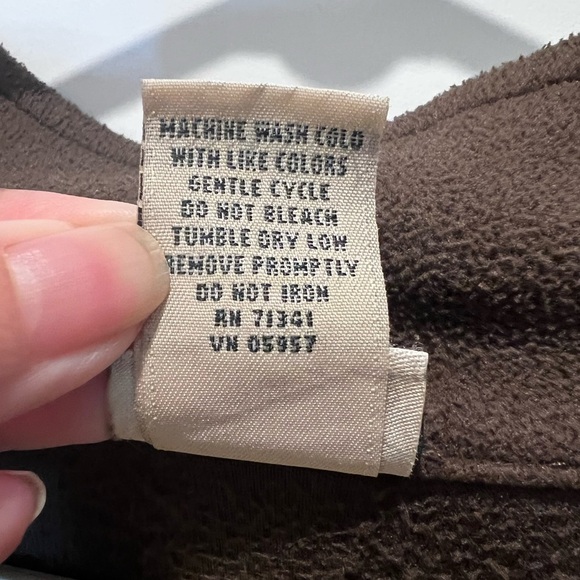 MACHINE WASH COLD
WITH LIKE COLORS
GENTLE CYCLE
DO NOT BLEACH
TUMBLE DRY LOW
REMOVE PROMPTLY
DO NOT IRON
RN 71341
VN 05957